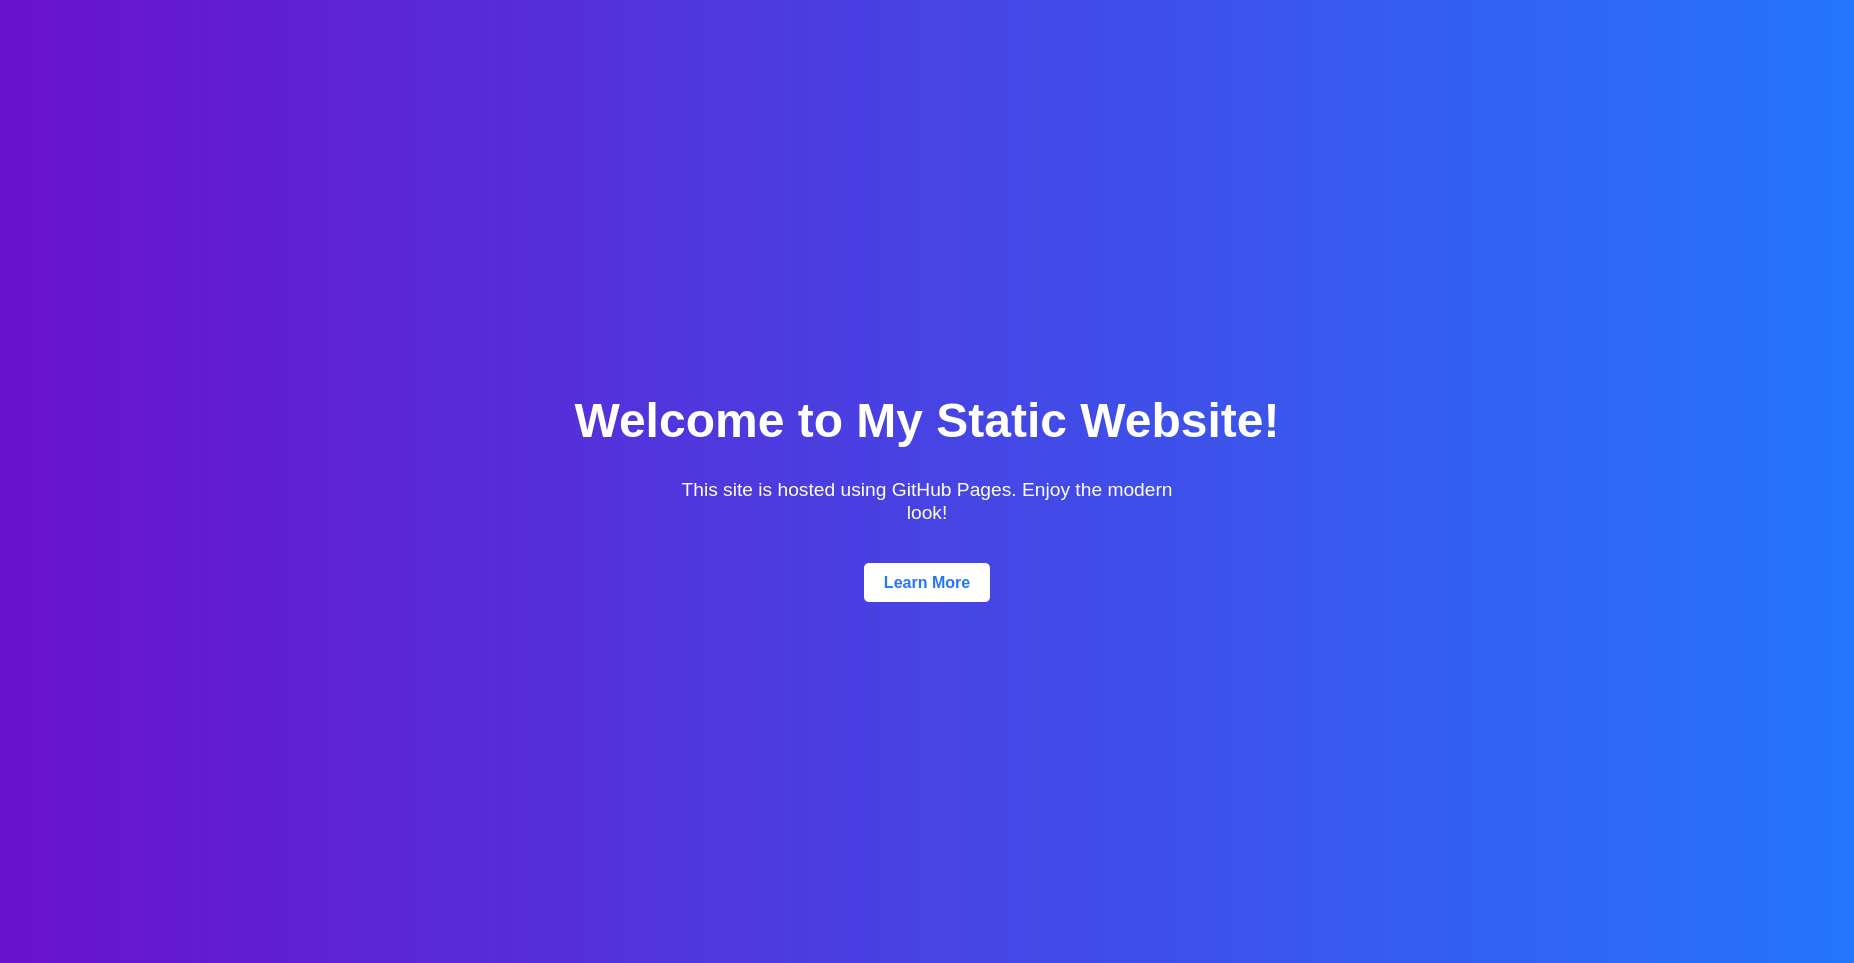 Welcome to My Static Website!
This site is hosted using GitHub Pages. Enjoy the modern
look!
Learn More